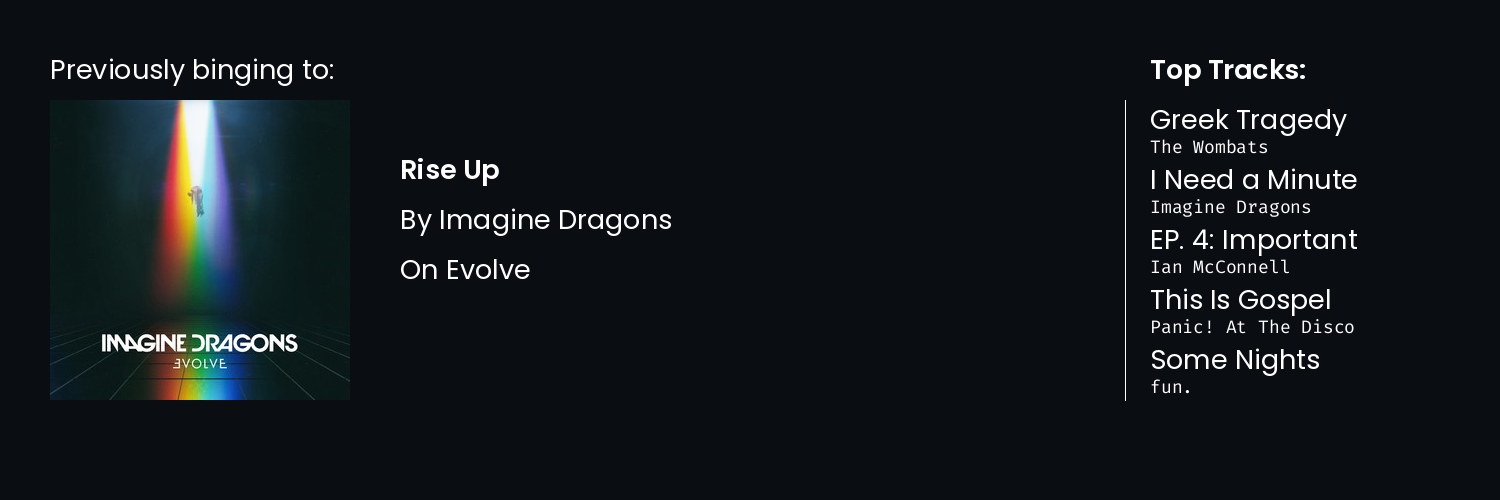 Previously binging to:
IMAGINE DRAGONS
EVOLVE
Rise Up
By Imagine Dragons
On Evolve
Top Tracks:
Greek Tragedy
The Wombats
I Need a Minute
Imagine Dragons
EP. 4: Important
Ian McConnell
This Is Gospel
Panic! At The Disco
Some Nights
fun.